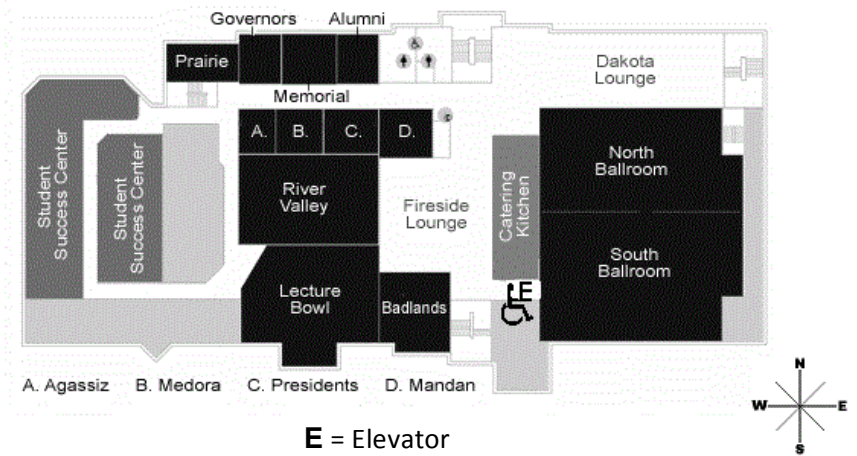 Governors Alumni
Prairie
Memorial
Dakota
Lounge
A. B. C. D.
Student
Success Center
Student
Success Center
River
Valley
Fireside
Lounge
Catering
Kitchen
North
Ballroom
South
Ballroom
Lecture
Bowl
Badlands
E
A. Agassiz B. Medora C. Presidents D. Mandan
N
W E
S
E = Elevator